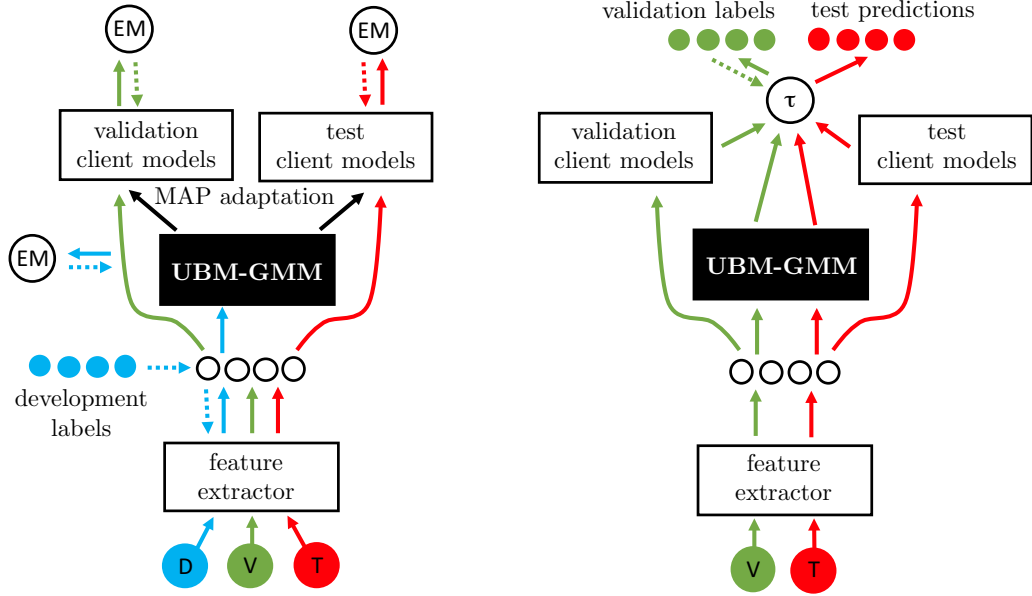 EM
EM
validation
client models
test
client models
MAP adaptation
EM
UBM-GMM
development
labels
feature
extractor
D
V
T
validation labels
test predictions
τ
validation
client models
test
client models
UBM-GMM
feature
extractor
V
T